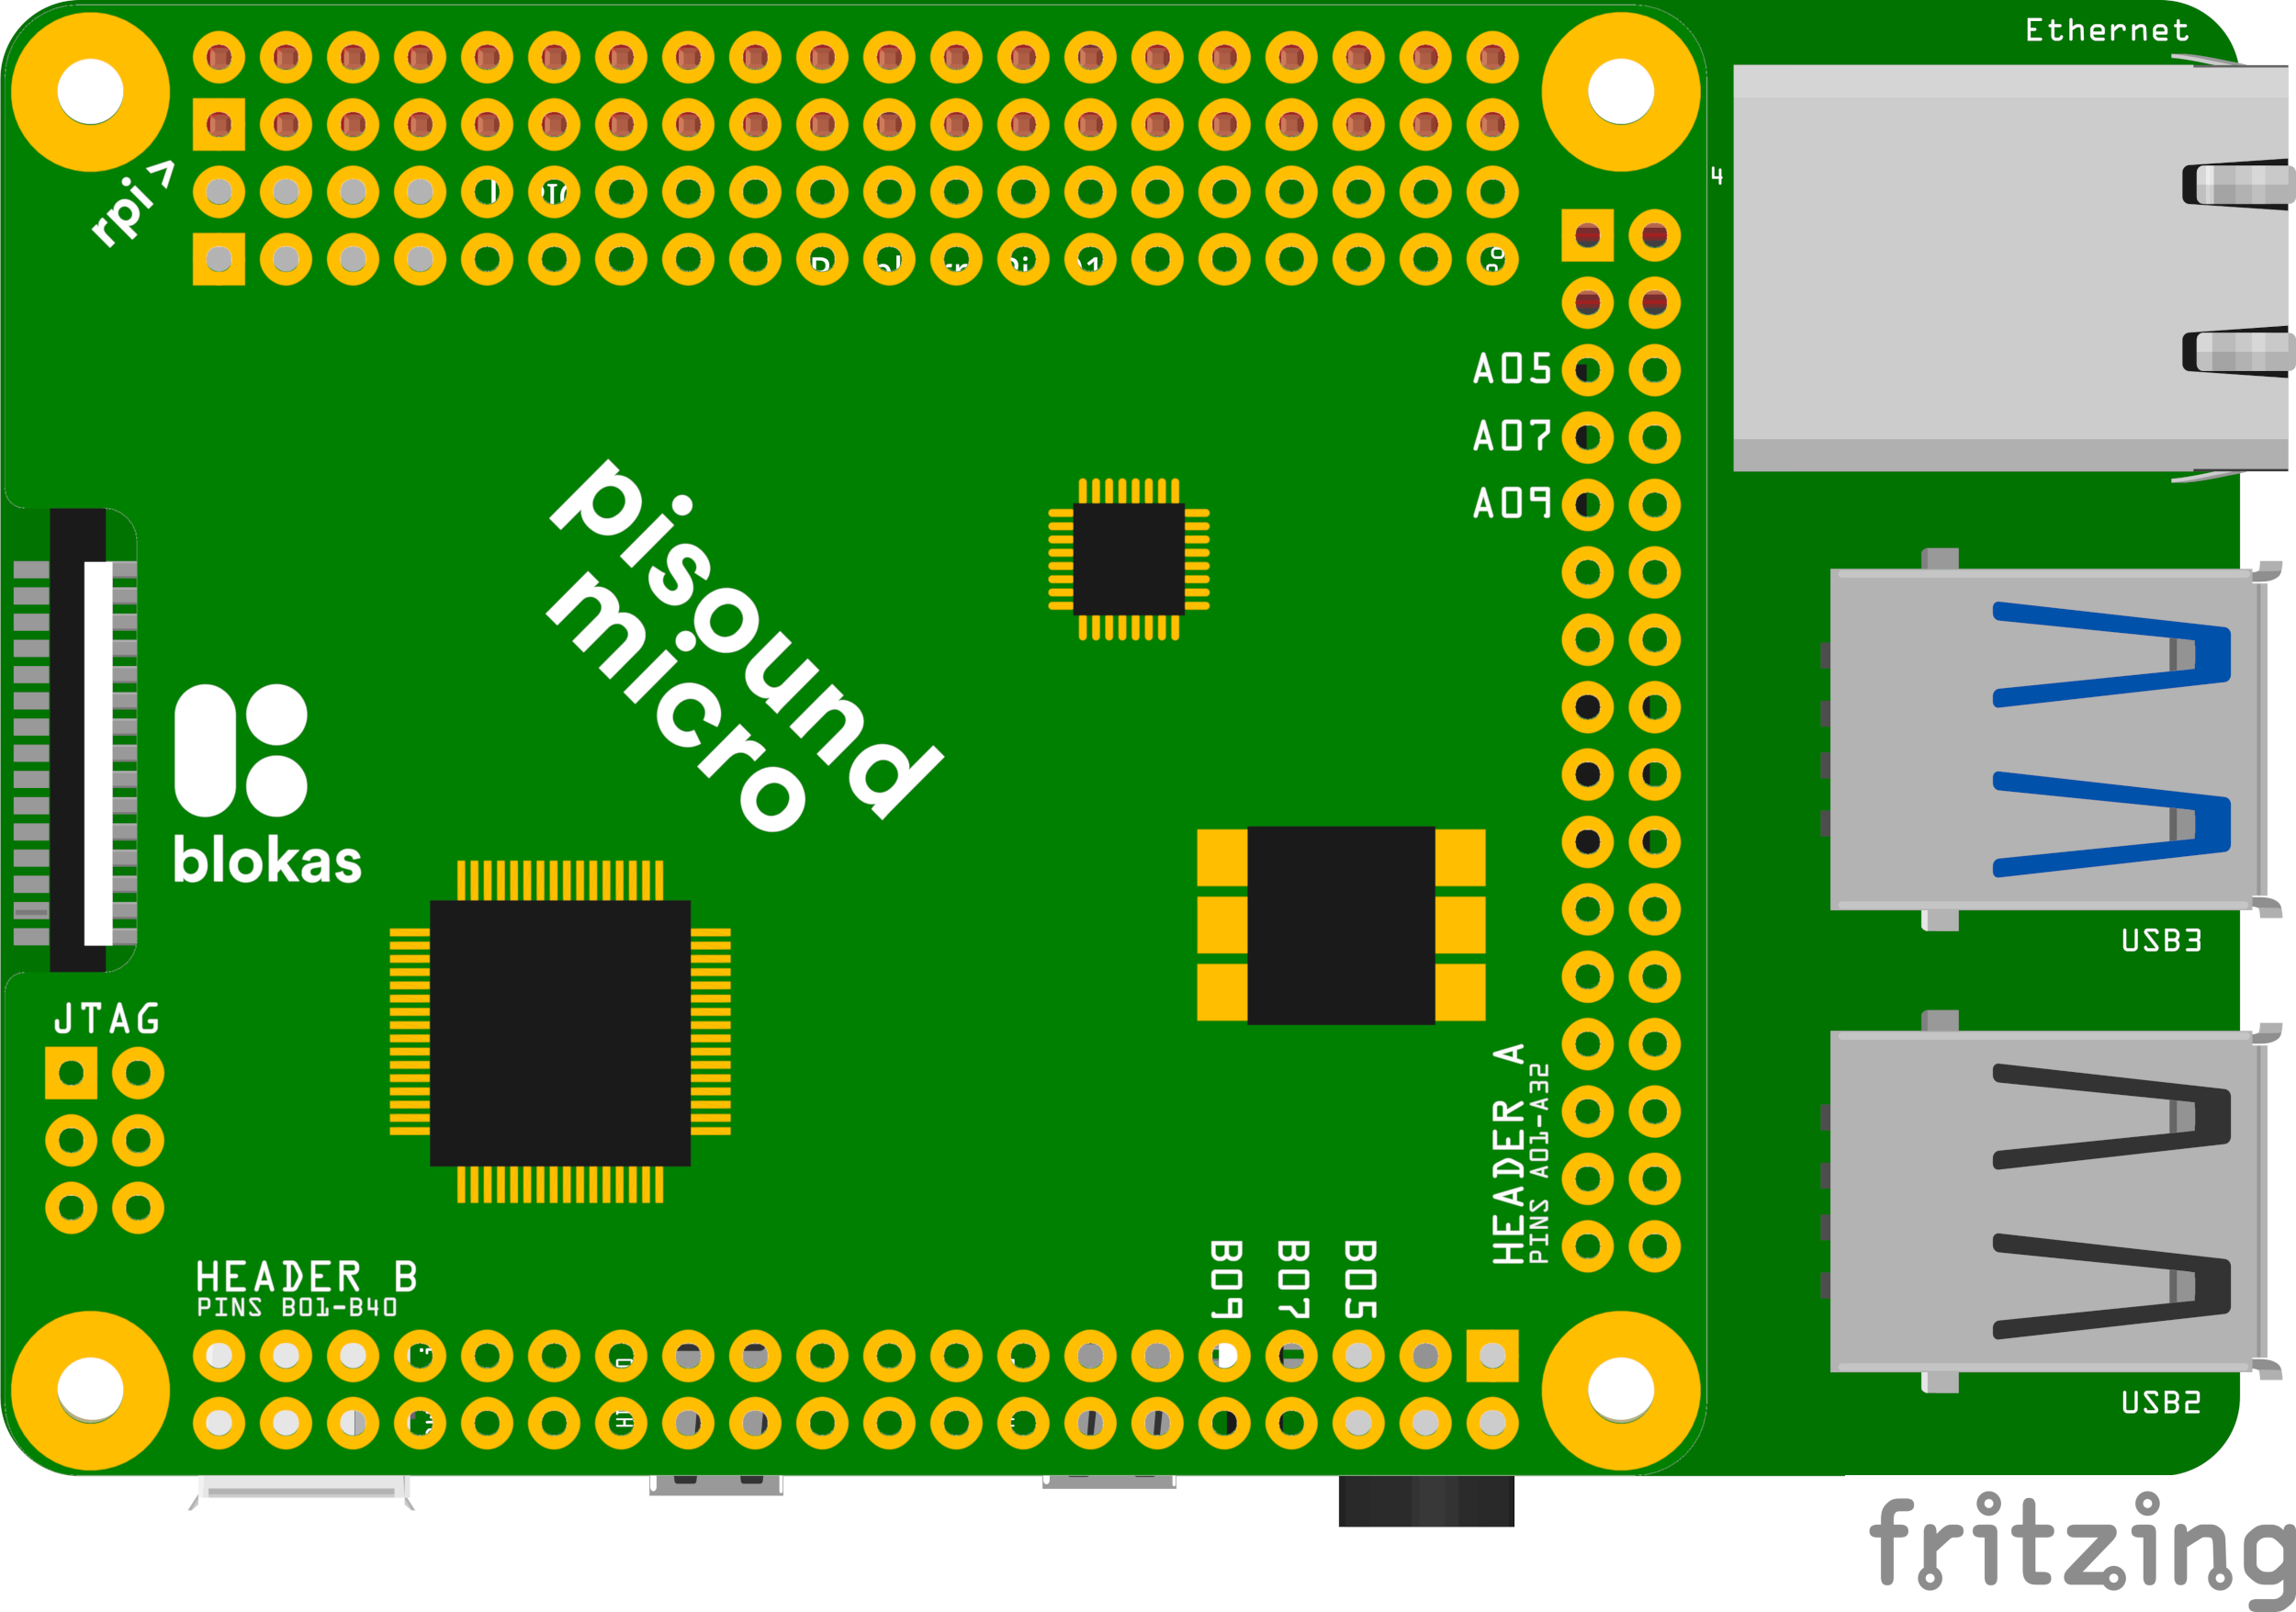 Ethernet
rpi >
4
A05
A07
A09
pisound
micro
blokas
USB3
JTAG
HEADER A
PINS A01-A32
B09
B07
B05
HEADER B
PINS B01-B40
USB2
fritzing